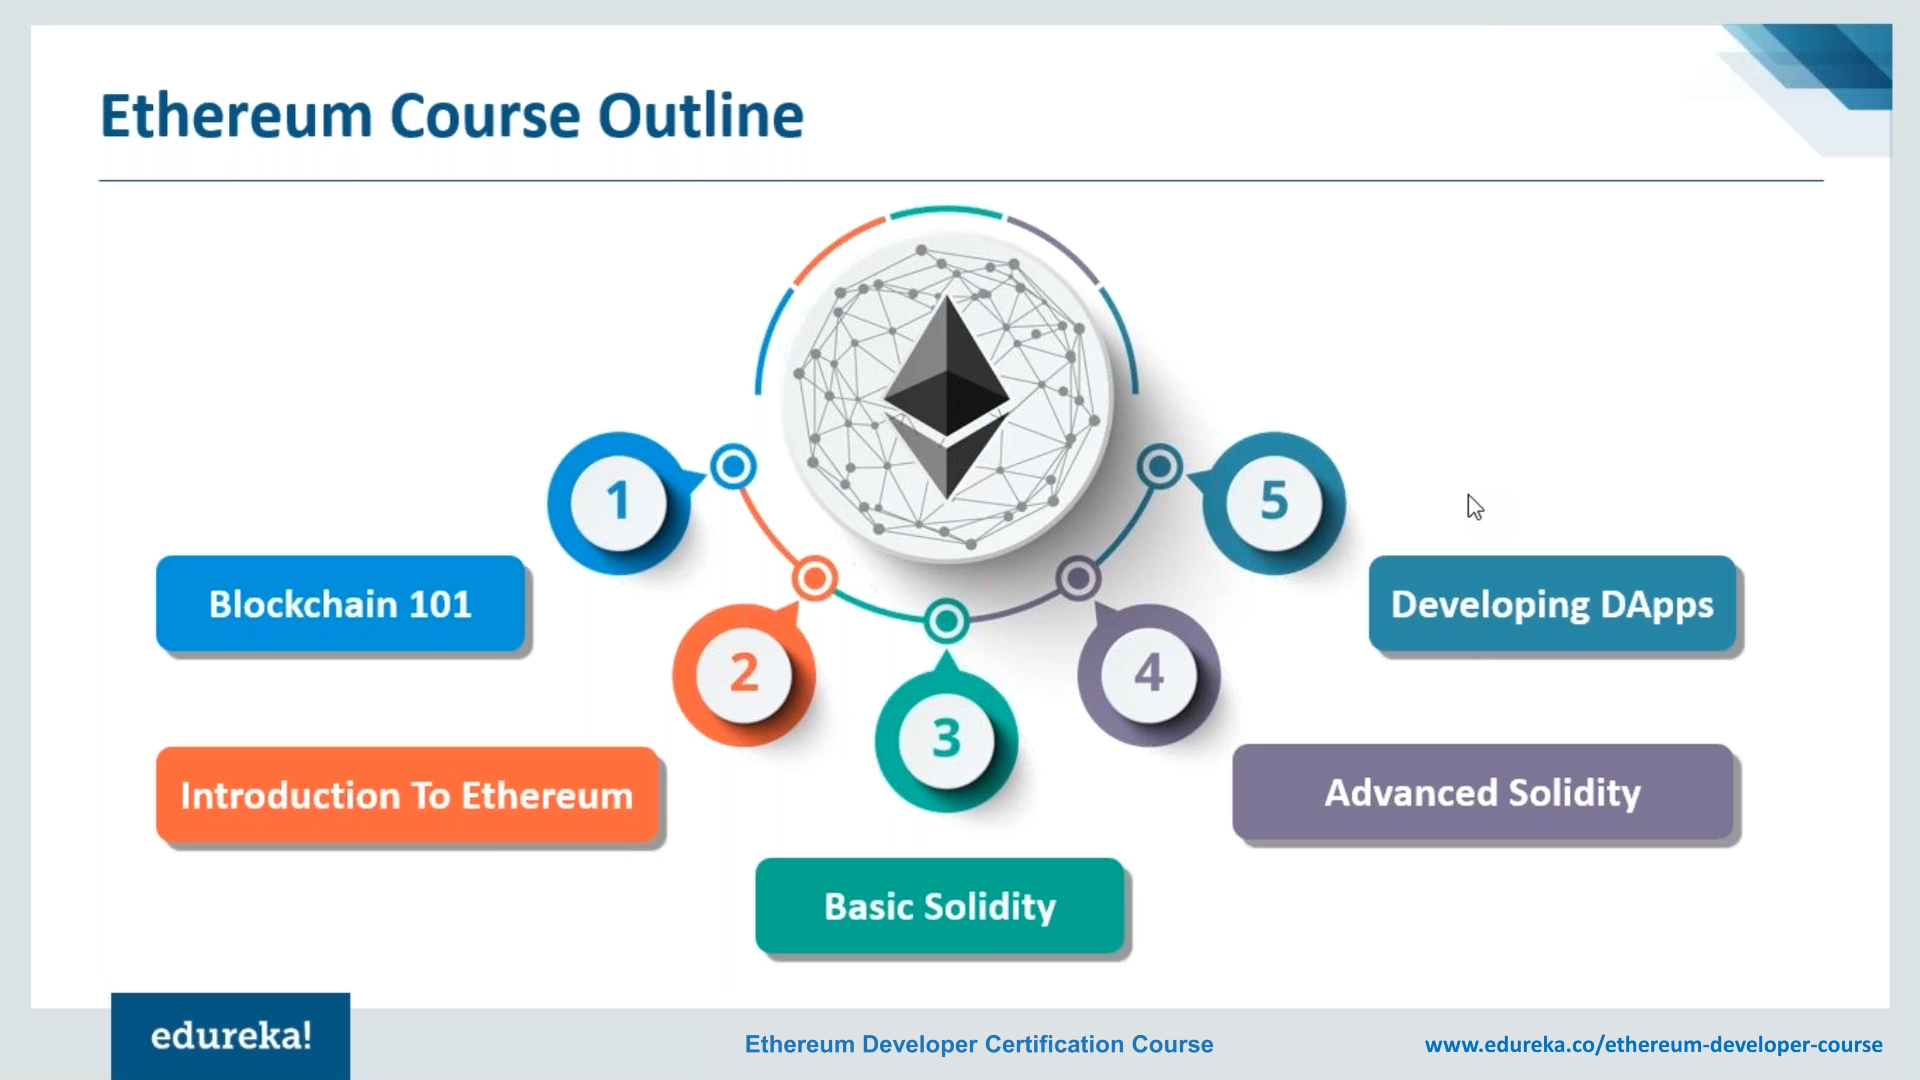 Ethereum Course Outline
1
Blockchain 101
2
Introduction To Ethereum
3
Basic Solidity
4
Advanced Solidity
5
Developing DApps
edureka!
Ethereum Developer Certification Course
www.edureka.co/ethereum-developer-course